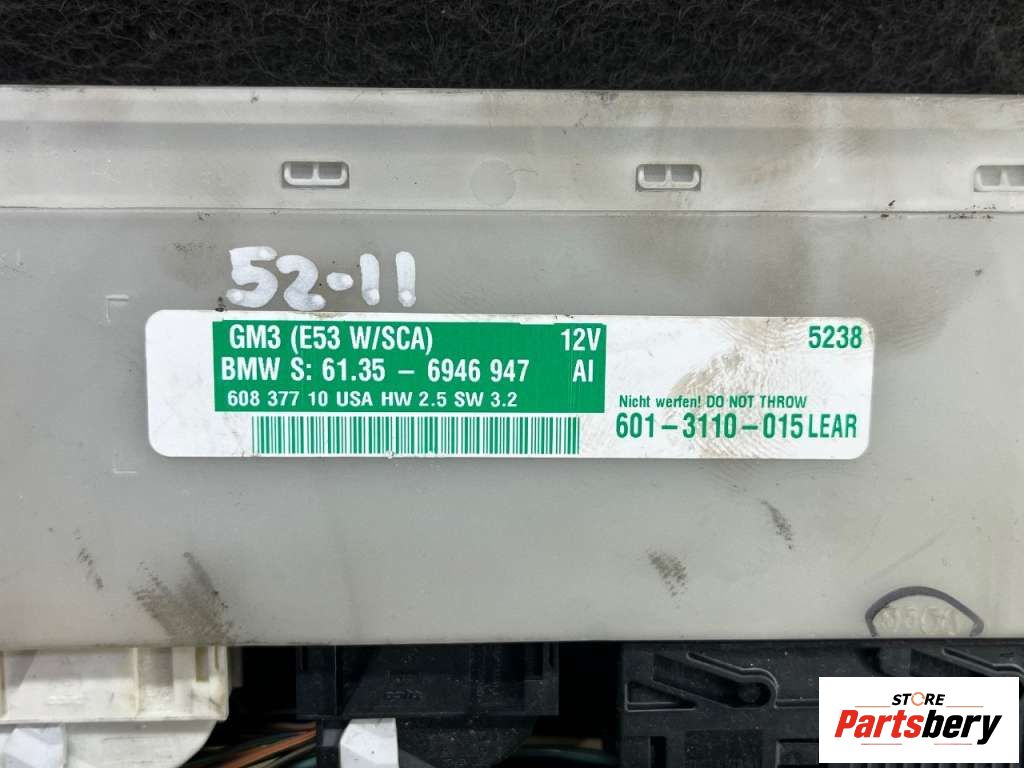 52-11
GM3 (E53 W/SCA) 12V 5238
BMW S: 61.35 – 6946 947 AI
608 377 10 USA HW 2.5 SW 3.2
Nicht werfen! DO NOT THROW
601–3110–015 LEAR
STORE
Partsbery